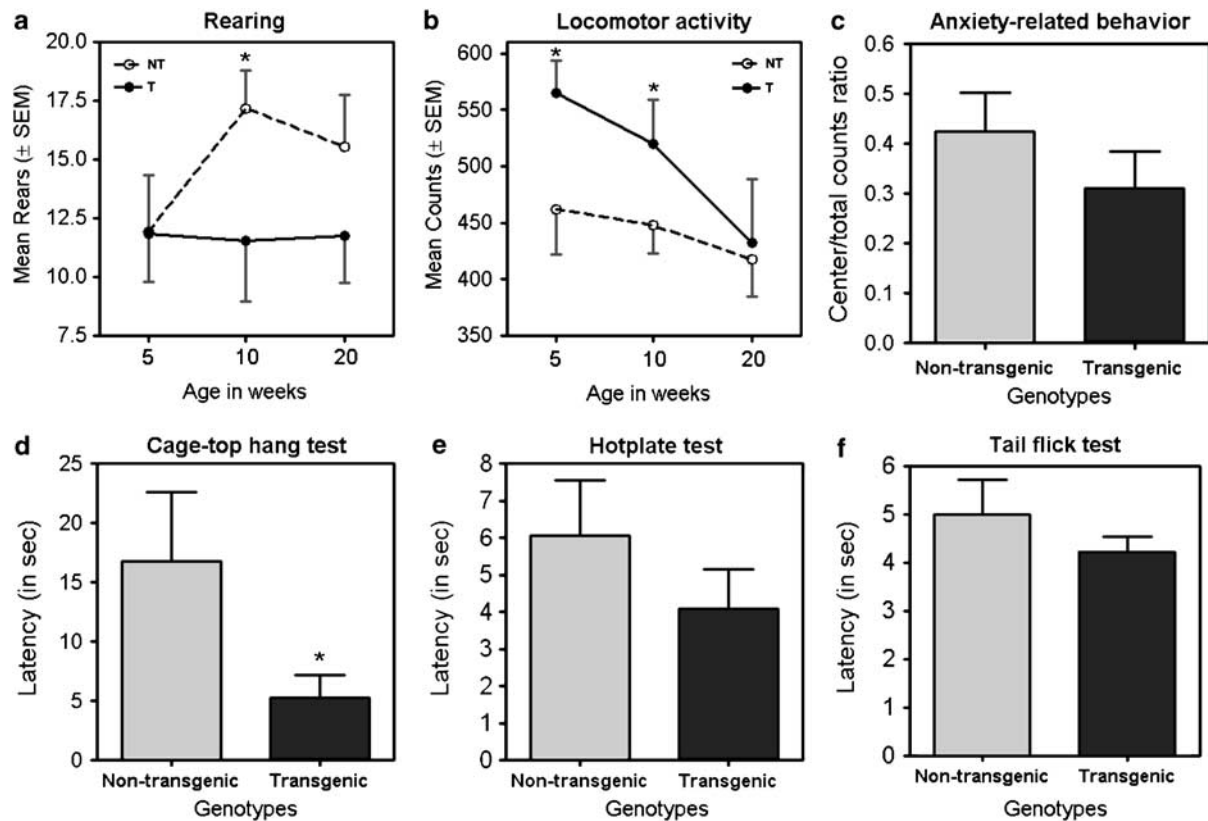 a
Rearing
20.0
17.5
15.0
12.5
10.0
7.5
Mean Rears (± SEM)
NT
T
*
5 10 20
Age in weeks
b
Locomotor activity
600
550
500
450
400
350
Mean Counts (± SEM)
NT
T
*
*
5 10 20
Age in weeks
c
Anxiety-related behavior
0.6
0.5
0.4
0.3
0.2
0.1
0.0
Center/total counts ratio
Non-transgenic Transgenic
Genotypes
d
Cage-top hang test
25
20
15
10
5
0
Latency (in sec)
*
Non-transgenic Transgenic
Genotypes
e
Hotplate test
8
7
6
5
4
3
2
1
0
Latency (in sec)
Non-transgenic Transgenic
Genotypes
f
Tail flick test
6
5
4
3
2
1
0
Latency (in sec)
Non-transgenic Transgenic
Genotypes